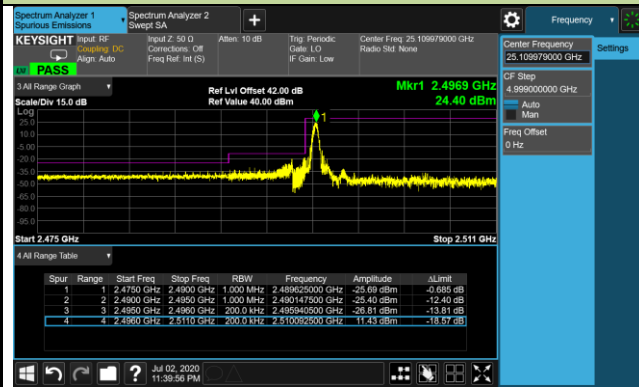 Spectrum Analyzer 1
Spurious Emissions
Spectrum Analyzer 2
Swept SA
Frequency
KEYSIGHT
Input: RF
Coupling: DC
Align: Auto
Input Z: 50 Ω
Corrections: Off
Freq Ref: Int (S)
Atten: 10 dB
Trig: Periodic
Gate: LO
IF Gain: Low
Center Freq: 25.109979000 GHz
Radio Std: None
PASS
Center Frequency
25.109979000 GHz
Settings
CF Step
4.999000000 GHz
Auto
Man
Freq Offset
0 Hz
3 All Range Graph
Ref Lvl Offset 42.00 dB
Mkr1 2.4969 GHz
Scale/Div 15.0 dB
Ref Value 40.00 dBm
24.40 dBm
Log
25.0
10.0
-5.00
-20.0
-35.0
-50.0
-65.0
-80.0
-95.0
1
Start 2.475 GHz
Stop 2.511 GHz
4 All Range Table
Spur Range Start Freq Stop Freq RBW Frequency Amplitude ΔLimit
1 1 2.4750 GHz 2.4900 GHz 1.000 MHz 2.489625000 GHz -25.69 dBm -0.685 dB
2 2 2.4900 GHz 2.4950 GHz 1.000 MHz 2.490147500 GHz -25.40 dBm -12.40 dB
3 3 2.4950 GHz 2.4960 GHz 200.0 kHz 2.495940500 GHz -26.81 dBm -13.81 dB
4 4 2.4960 GHz 2.5110 GHz 200.0 kHz 2.510092500 GHz 11.43 dBm -18.57 dB
?
Jul 02, 2020
11:39:56 PM